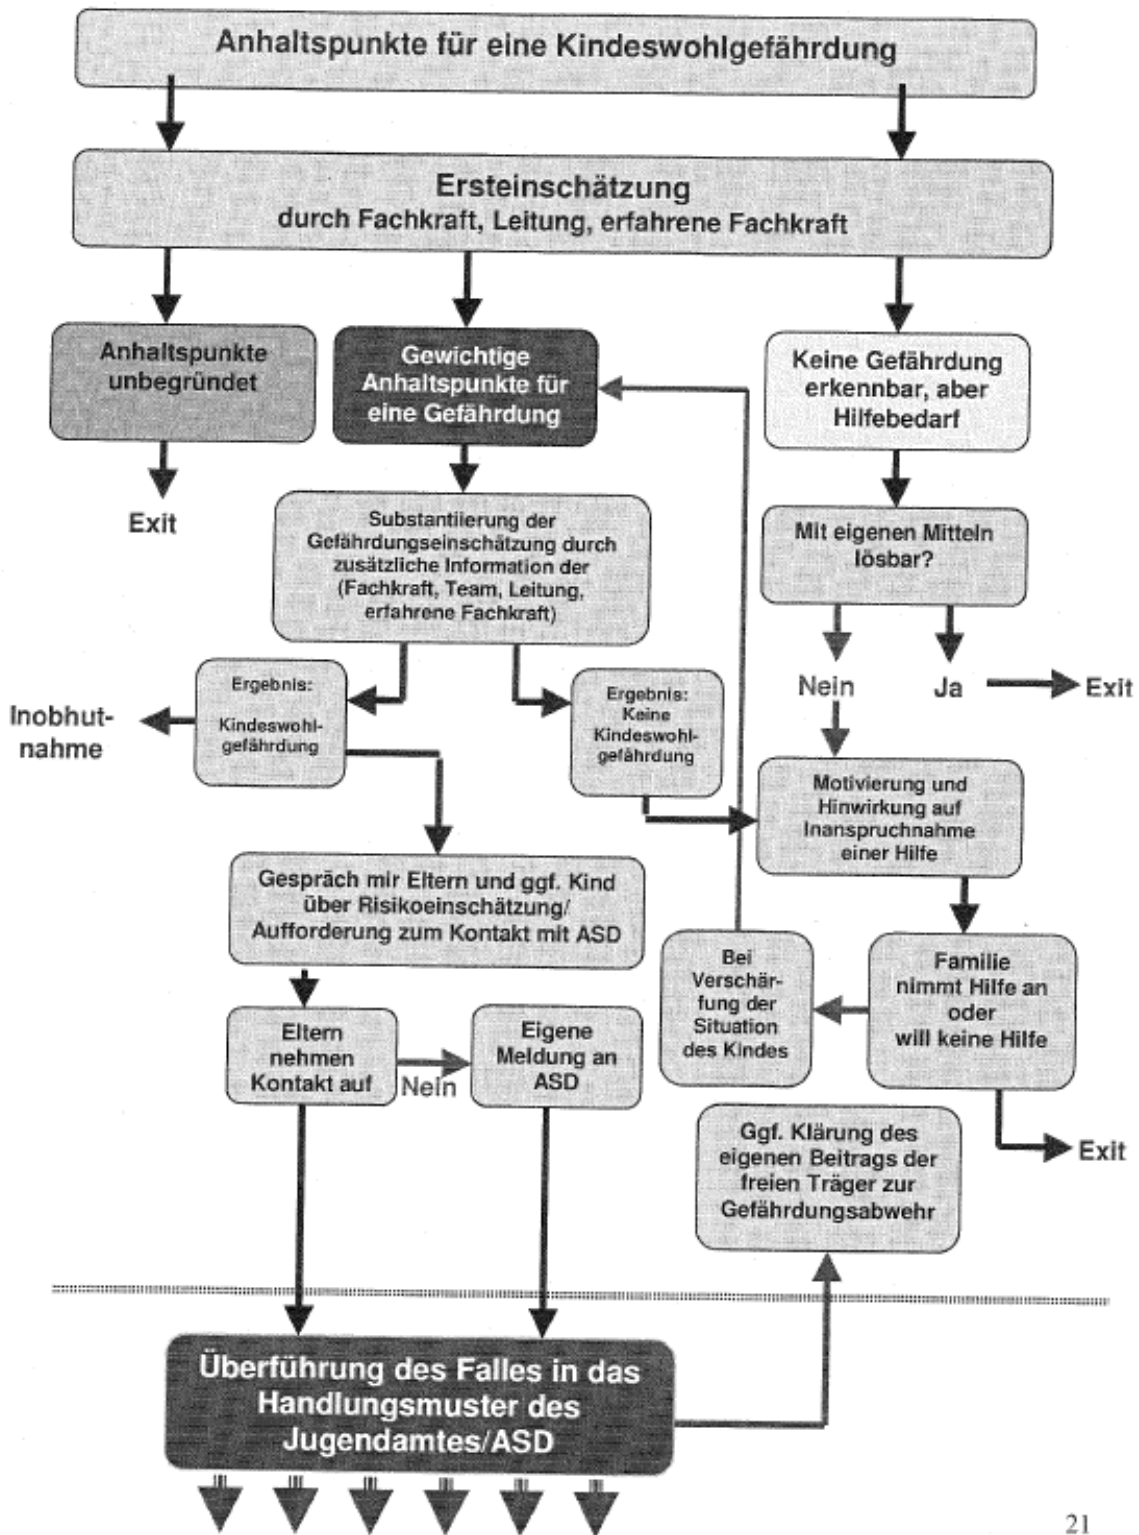 Anhaltspunkte für eine Kindeswohlgefährdung
Ersteinschätzung
durch Fachkraft, Leitung, erfahrene Fachkraft
Anhaltspunkte
unbegründet
Exit
Gewichtige
Anhaltspunkte für
eine Gefährdung
Keine Gefährdung
erkennbar, aber
Hilfebedarf
Substantiierung der
Gefährdungseinschätzung durch
zusätzliche Information der
(Fachkraft, Team, Leitung,
erfahrene Fachkraft)
MIt eigenen Mitteln
lösbar?
Nein
Ja
Exit
Inobhut-
nahme
Ergebnis:
Kindeswohl-
gefährdung
Ergebnis:
Keine
Kindeswohl-
gefährdung
Motivierung und
Hinwirkung auf
Inanspruchnahme
einer Hilfe
Gespräch mir Eltern und ggf. Kind
über Risikoeinschätzung/
Aufforderung zum Kontakt mit ASD
Bei
Verschär-
fung der
Situation
des Kindes
Familie
nimmt Hilfe an
oder
will keine Hilfe
Eltern
nehmen
Kontakt auf
Nein
Eigene
Meldung an
ASD
Exit
Ggf. Klärung des
eigenen Beitrags der
freien Träger zur
Gefährdungsabwehr
Überführung des Falles in das
Handlungsmuster des
Jugendamtes/ASD
21